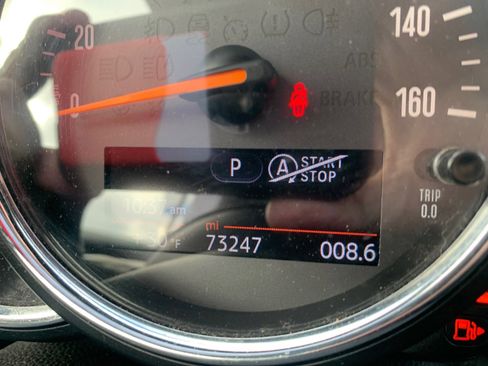 20
140
0
ABS
BRAKE
160
P
A START
STOP
TRIP
0.0
am
mi
°F
73247
008.6